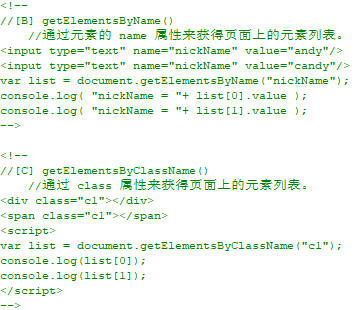 <!--
//[B] getElementsByName()
//通过元素的 name 属性来获得页面上的元素列表。
<input type="text" name="nickName" value="andy"/>
<input type="text" name="nickName" value="candy"/>
var list = document.getElementsByName("nickName");
console.log( "nickName = "+ list[0].value );
console.log( "nickName = "+ list[1].value );
-->
<!--
//[C] getElementsByClassName()
//通过 class 属性来获得页面上的元素列表。
<div class="c1"></div>
<span class="c1"></span>
<script>
var list = document.getElementsByClassName("c1");
console.log(list[0]);
console.log(list[1]);
</script>
-->